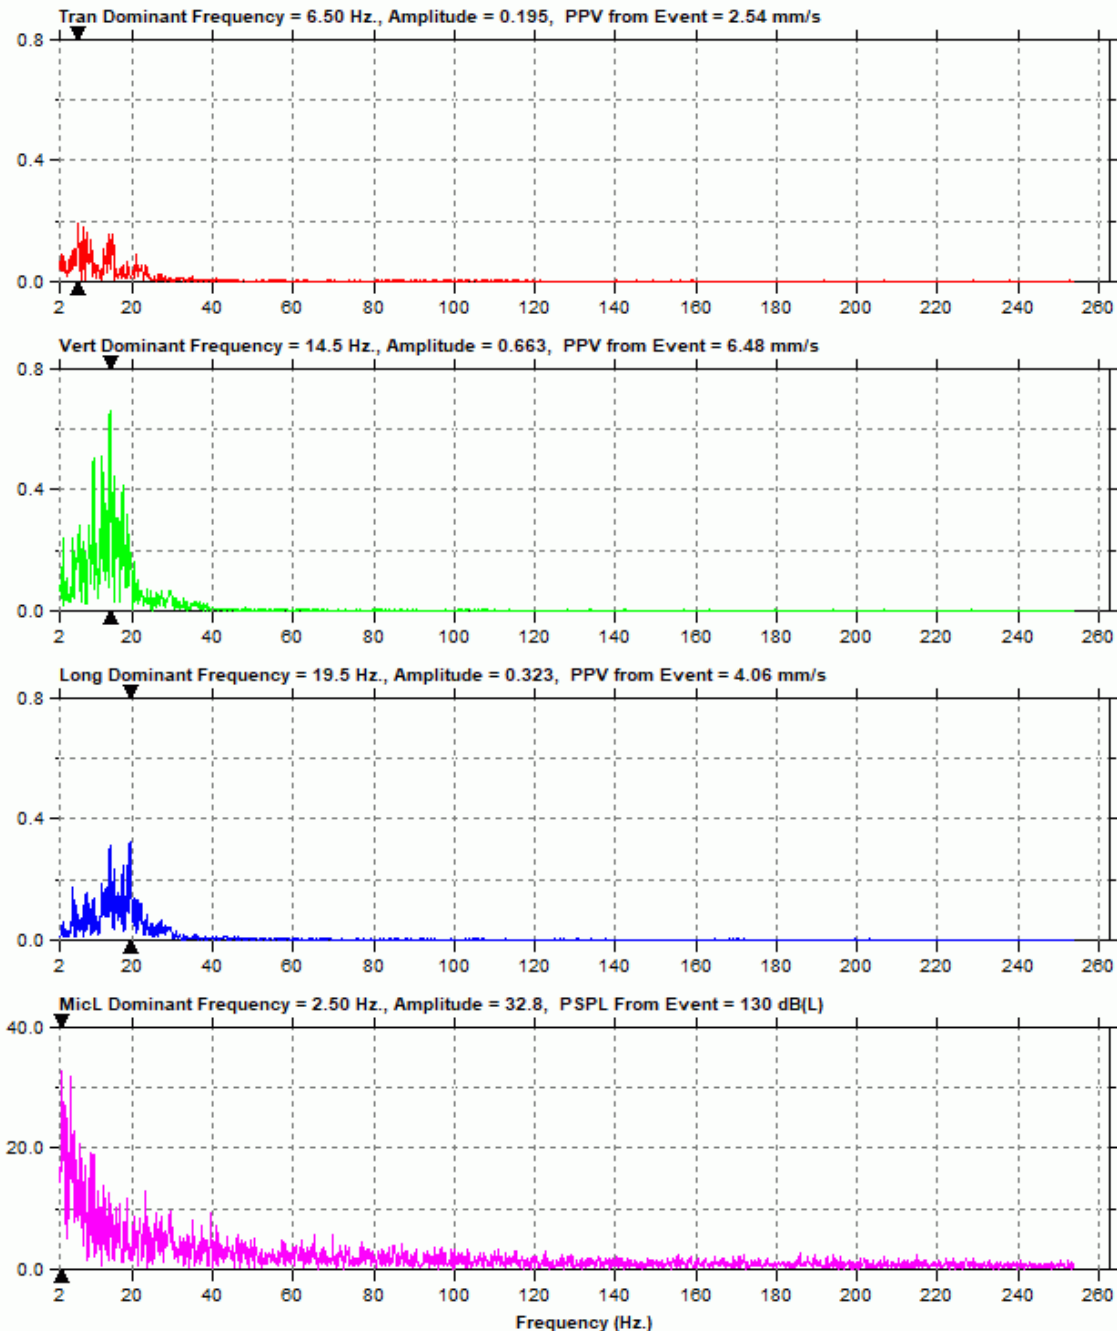 Tran Dominant Frequency = 6.50 Hz., Amplitude = 0.195, PPV from Event = 2.54 mm/s
0.8
0.4
0.0
2 20 40 60 80 100 120 140 160 180 200 220 240 260
Vert Dominant Frequency = 14.5 Hz., Amplitude = 0.663, PPV from Event = 6.48 mm/s
0.8
0.4
0.0
2 20 40 60 80 100 120 140 160 180 200 220 240 260
Long Dominant Frequency = 19.5 Hz., Amplitude = 0.323, PPV from Event = 4.06 mm/s
0.8
0.4
0.0
2 20 40 60 80 100 120 140 160 180 200 220 240 260
MicL Dominant Frequency = 2.50 Hz., Amplitude = 32.8, PSPL From Event = 130 dB(L)
40.0
20.0
0.0
2 20 40 60 80 100 120 140 160 180 200 220 240 260
Frequency (Hz.)